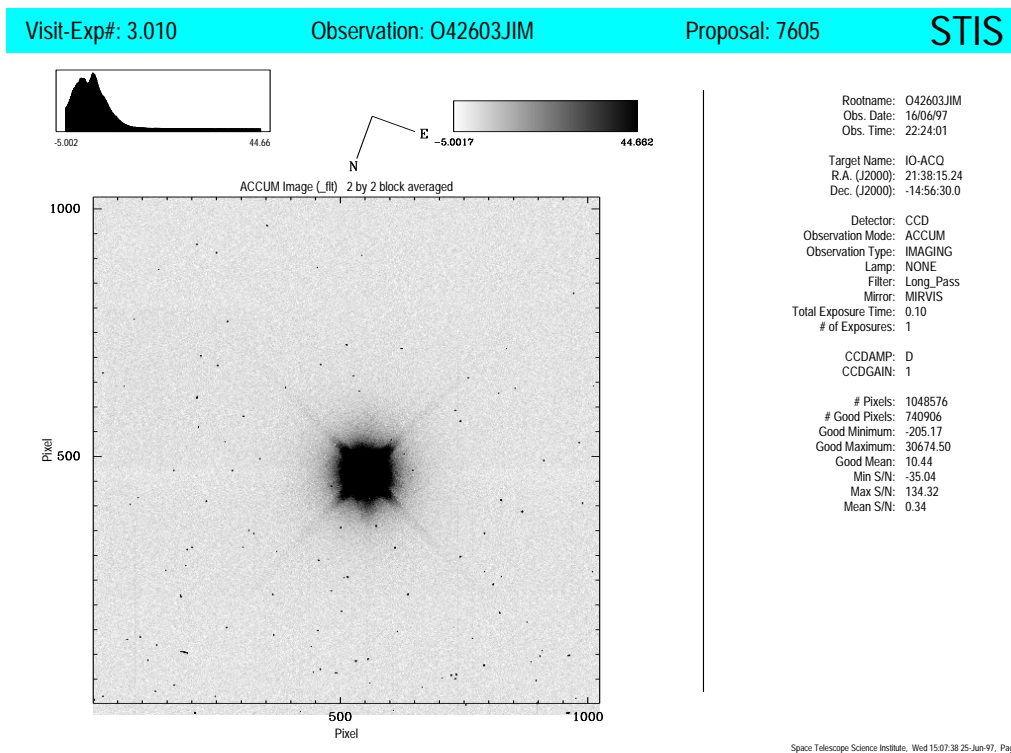 Visit-Exp#: 3.010 Observation: O42603JIM Proposal: 7605 STIS
-5.002 44.66
E
N
-5.0017 44.662
ACCUM Image (_flt) 2 by 2 block averaged
1000
500
Pixel
500 1000
Pixel
Rootname: O42603JIM
Obs. Date: 16/06/97
Obs. Time: 22:24:01
Target Name: IO-ACQ
R.A. (J2000): 21:38:15.24
Dec. (J2000): -14:56:30.0
Detector: CCD
Observation Mode: ACCUM
Observation Type: IMAGING
Lamp: NONE
Filter: Long_Pass
Mirror: MIRVIS
Total Exposure Time: 0.10
# of Exposures: 1
CCDAMP: D
CCDGAIN: 1
# Pixels: 1048576
# Good Pixels: 740906
Good Minimum: -205.17
Good Maximum: 30674.50
Good Mean: 10.44
Min S/N: -35.04
Max S/N: 134.32
Mean S/N: 0.34
Space Telescope Science Institute, Wed 15:07:38 25-Jun-97, Pa